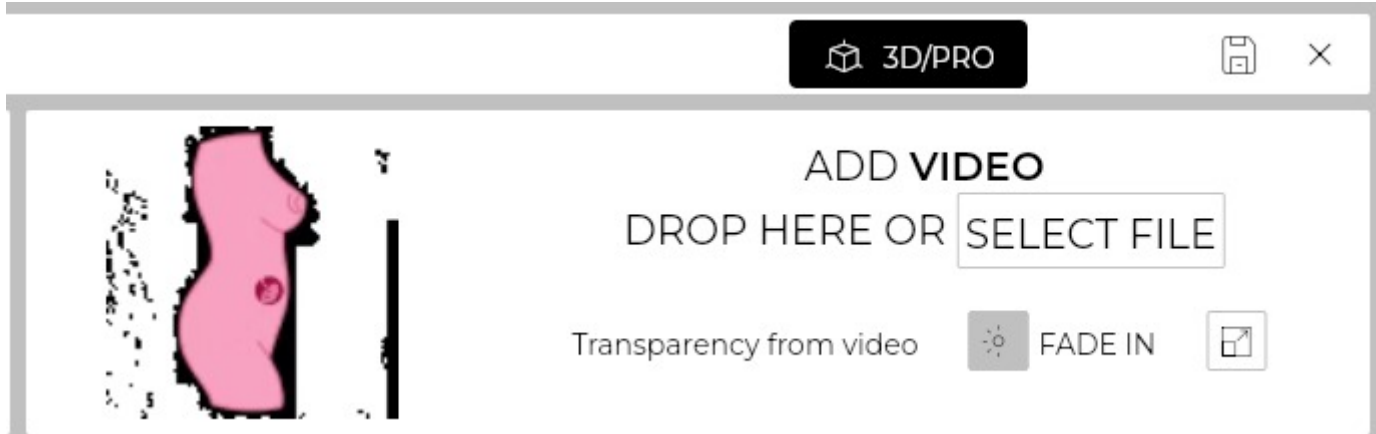 3D/PRO
ADD VIDEO
DROP HERE OR SELECT FILE
Transparency from video FADE IN